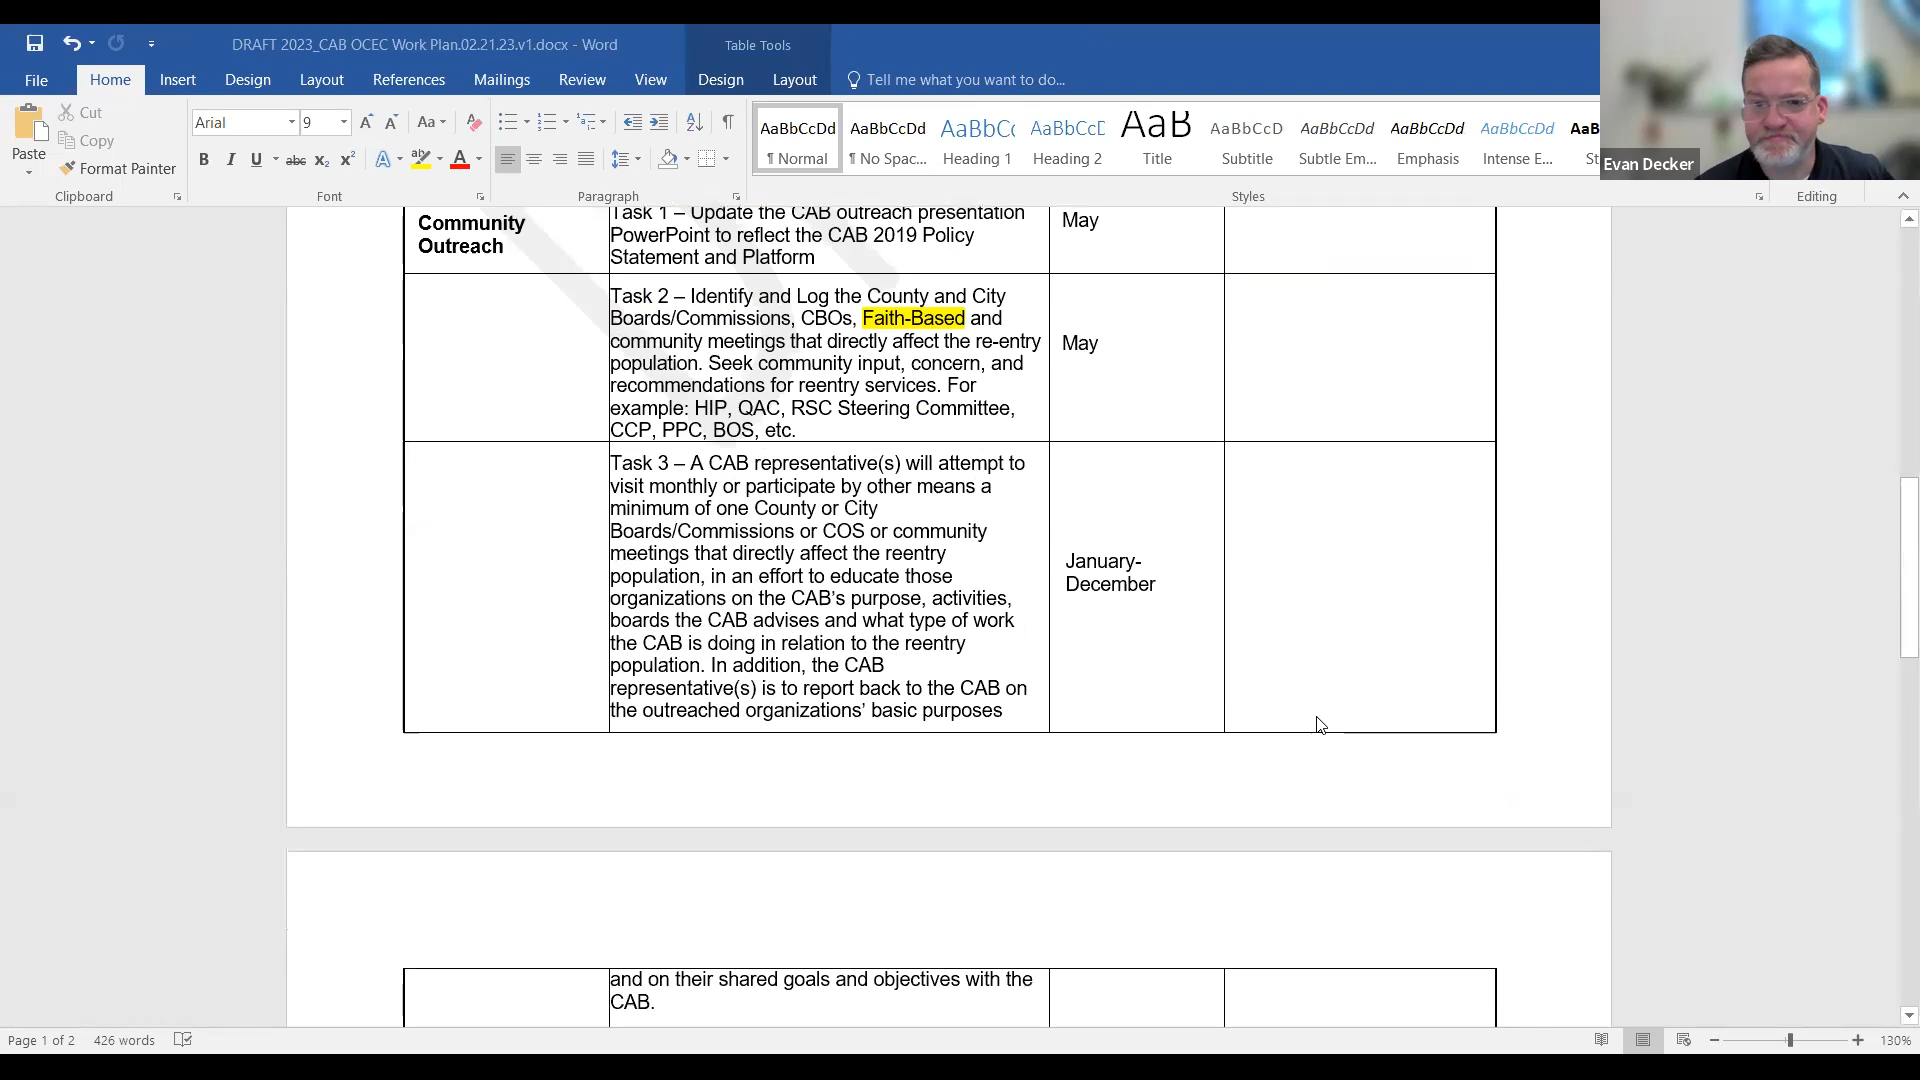 DRAFT 2023_CAB OCEC Work Plan.02.21.23.v1.docx - Word
Table Tools
File Home Insert Design Layout References Mailings Review View Design Layout Tell me what you want to do...
Cut
Copy
Paste
Format Painter
Arial 9
Aa
B I U abc X₂ X² A A
AaBbCcDd AaBbCcDd AaBbCc AaBbCcC AaB AaBbCcD AaBbCcDd AaBbCcDd AaBbCcDd AaBb
¶ Normal ¶ No Spac... Heading 1 Heading 2 Title Subtitle Subtle Em... Emphasis Intense E... St
Clipboard Font Paragraph Styles Editing
Evan Decker
Community
Outreach
Task 1 – Update the CAB outreach presentation
PowerPoint to reflect the CAB 2019 Policy
Statement and Platform
May
Task 2 – Identify and Log the County and City
Boards/Commissions, CBOs, Faith-Based and
community meetings that directly affect the re-entry
population. Seek community input, concern, and
recommendations for reentry services. For
example: HIP, QAC, RSC Steering Committee,
CCP, PPC, BOS, etc.
May
Task 3 – A CAB representative(s) will attempt to
visit monthly or participate by other means a
minimum of one County or City
Boards/Commissions or COS or community
meetings that directly affect the reentry
population, in an effort to educate those
organizations on the CAB’s purpose, activities,
boards the CAB advises and what type of work
the CAB is doing in relation to the reentry
population. In addition, the CAB
representative(s) is to report back to the CAB on
the outreached organizations’ basic purposes
January-
December
and on their shared goals and objectives with the
CAB.
Page 1 of 2 426 words
130%